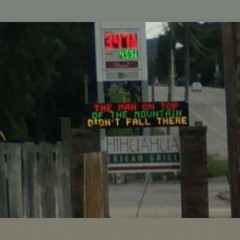 THE MAN ON TOP
OF THE MOUNTAIN
DIDN'T FALL THERE
CHIHUAHUA
MEXICAN GRILL